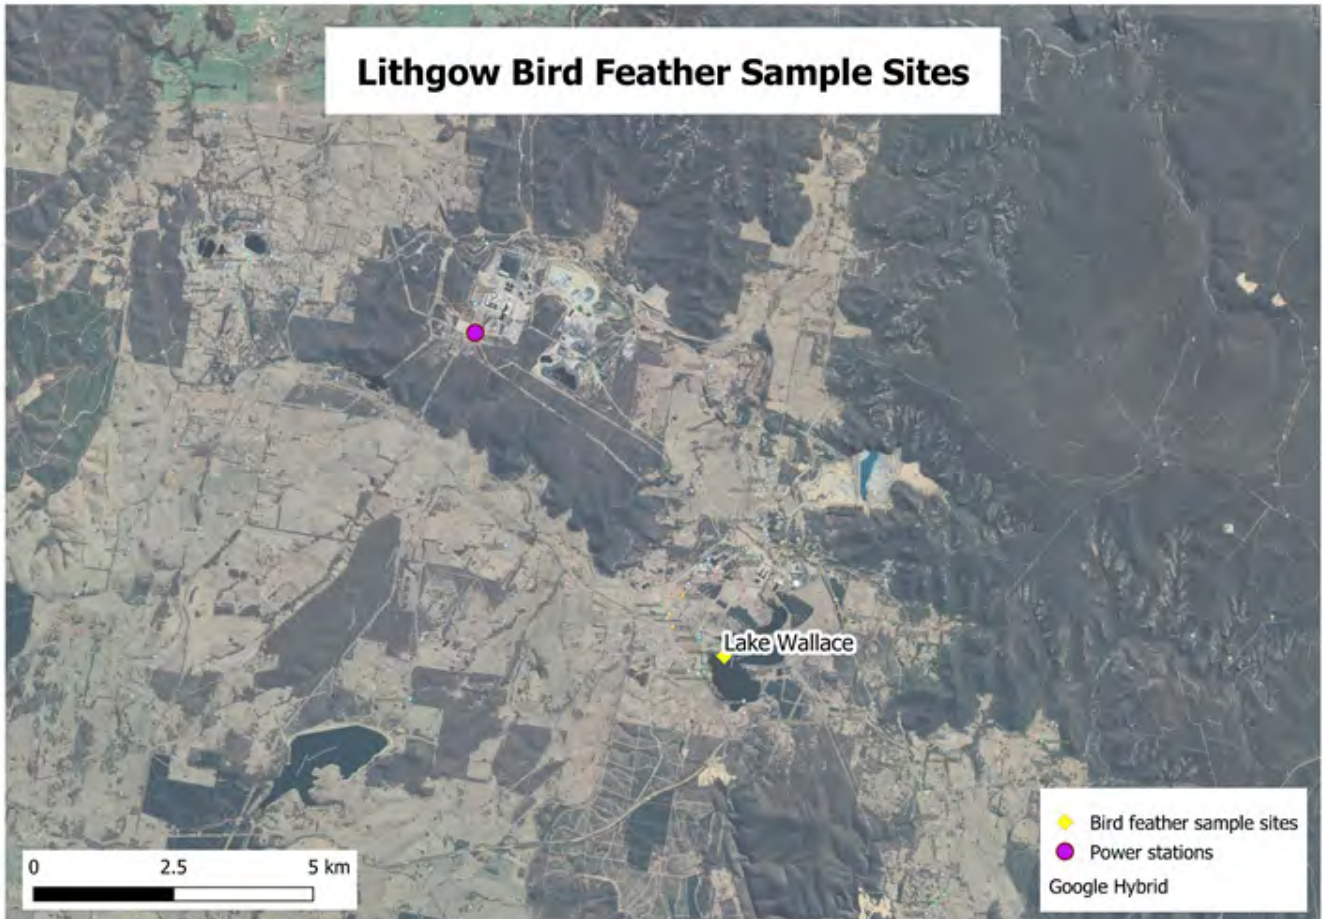 Lithgow Bird Feather Sample Sites
Lake Wallace
Bird feather sample sites
Power stations
Google Hybrid
0 2.5 5 km